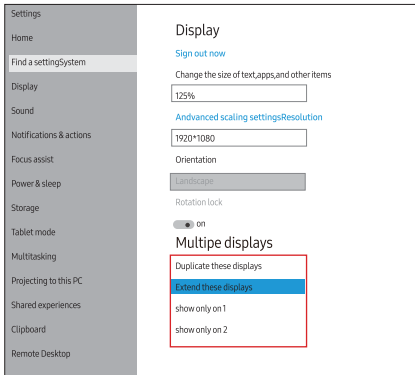 Settings
Home
Find a settingSystem
Display
Sound
Notifications & actions
Focus assist
Power & sleep
Storage
Tablet mode
Multitasking
Projecting to this PC
Shared experiences
Clipboard
Remote Desktop
Display
Sign out now
Change the size of text,apps,and other items
125%
Andvanced scaling settingsResolution
1920*1080
Orientation
Landscape
Rotation lock
on
Multipe displays
Duplicate these displays
Extend these displays
show only on 1
show only on 2